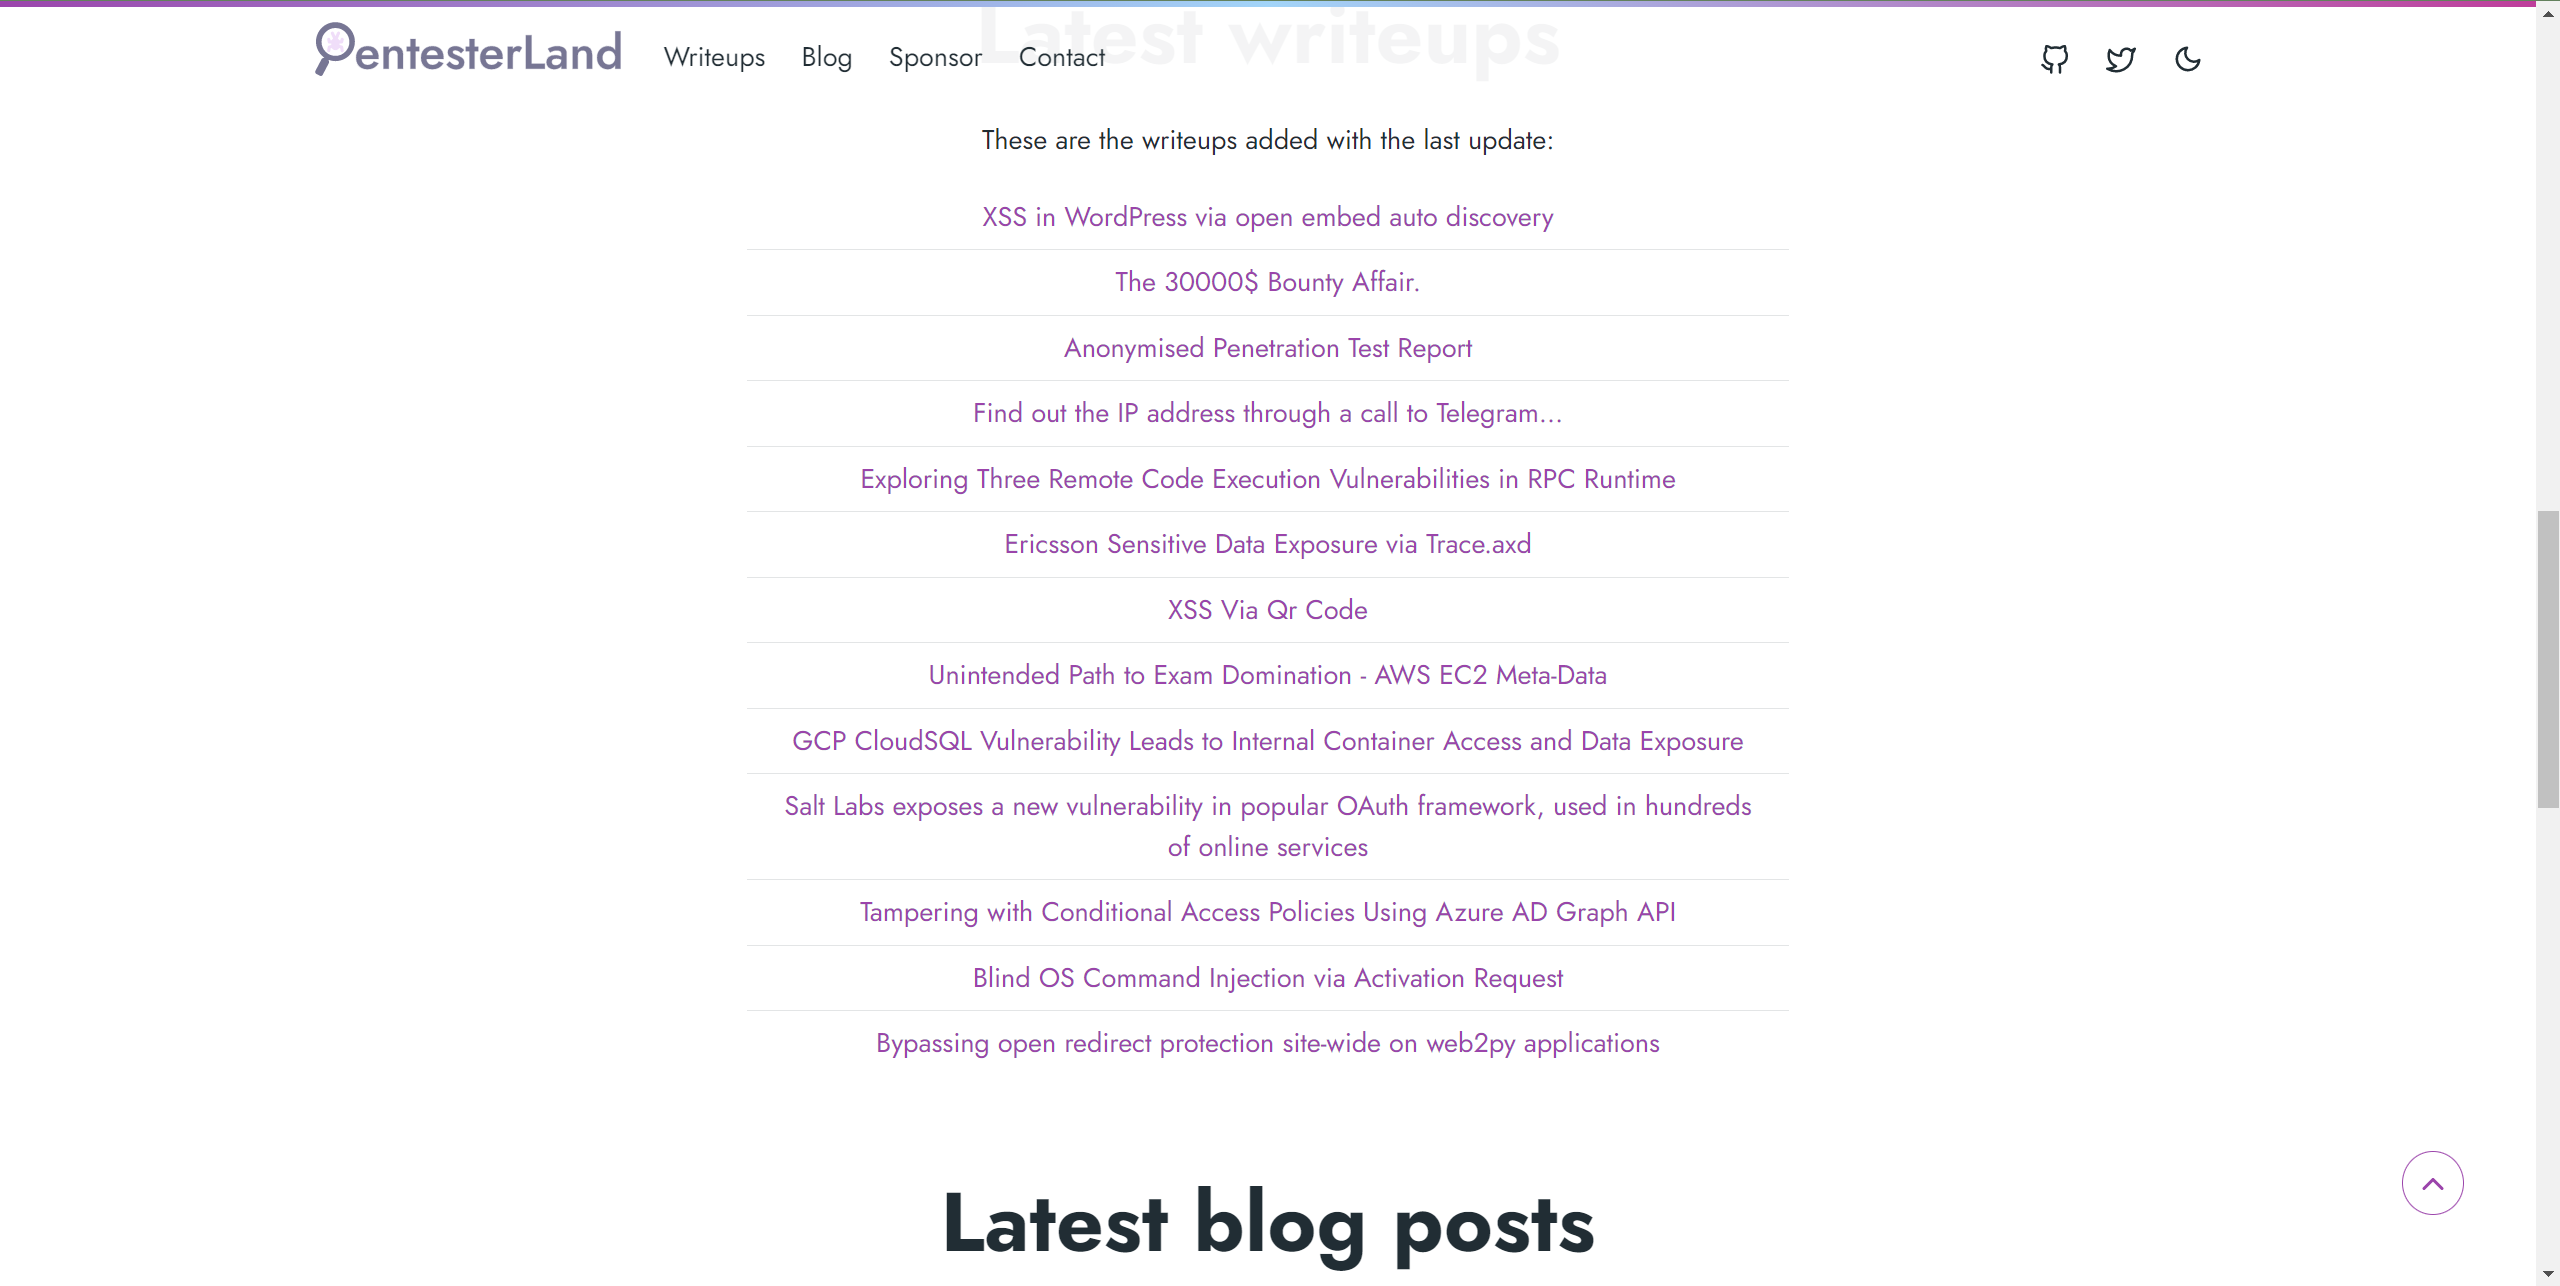 Latest writeups
PentesterLand Writeups Blog Sponsor Contact
These are the writeups added with the last update:
XSS in WordPress via open embed auto discovery
The 30000$ Bounty Affair.
Anonymised Penetration Test Report
Find out the IP address through a call to Telegram...
Exploring Three Remote Code Execution Vulnerabilities in RPC Runtime
Ericsson Sensitive Data Exposure via Trace.axd
XSS Via Qr Code
Unintended Path to Exam Domination - AWS EC2 Meta-Data
GCP CloudSQL Vulnerability Leads to Internal Container Access and Data Exposure
Salt Labs exposes a new vulnerability in popular OAuth framework, used in hundreds
of online services
Tampering with Conditional Access Policies Using Azure AD Graph API
Blind OS Command Injection via Activation Request
Bypassing open redirect protection site-wide on web2py applications
Latest blog posts